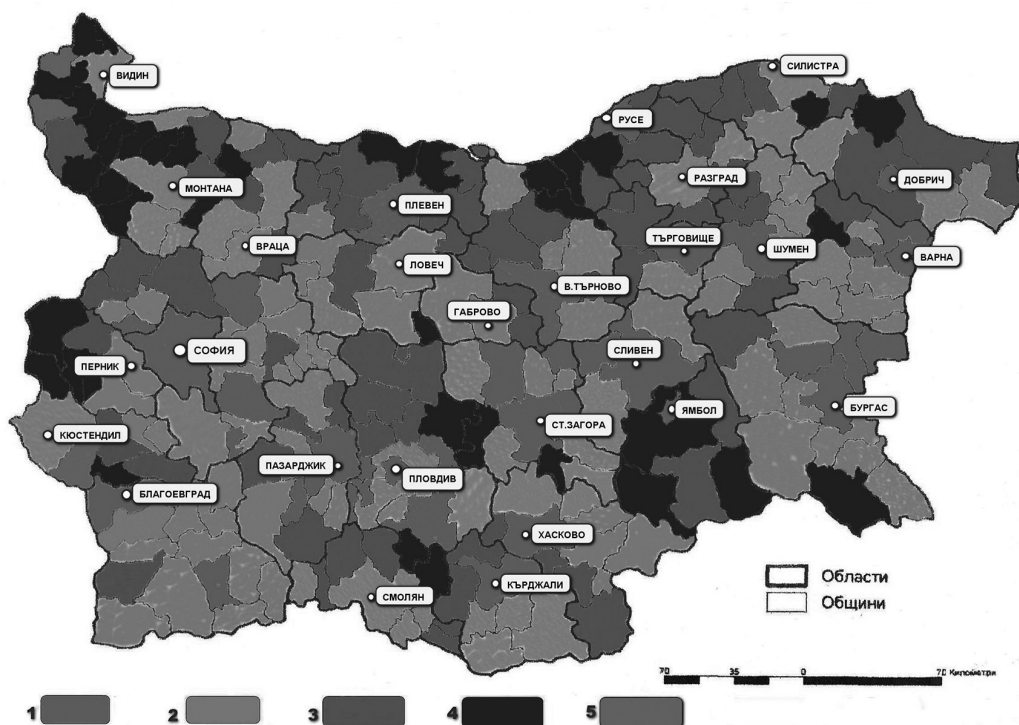 СИЛИСТРА
ВИДИН
РУСЕ
РАЗГРАД
ДОБРИЧ
МОНТАНА
ПЛЕВЕН
ТЪРГОВИЩЕ
ШУМЕН
ВРАЦА
ВАРНА
ЛОВЕЧ
В.ТЪРНОВО
ГАБРОВО
СОФИЯ
СЛИВЕН
ПЕРНИК
ЯМБОЛ
БУРГАС
СТ.ЗАГОРА
КЮСТЕНДИЛ
ПАЗАРДЖИК
ПЛОВДИВ
БЛАГОЕВГРАД
ХАСКОВО
Области
КЪРДЖАЛИ
СМОЛЯН
Общини
70 35 0 70 Километри
1 2 3 4 5